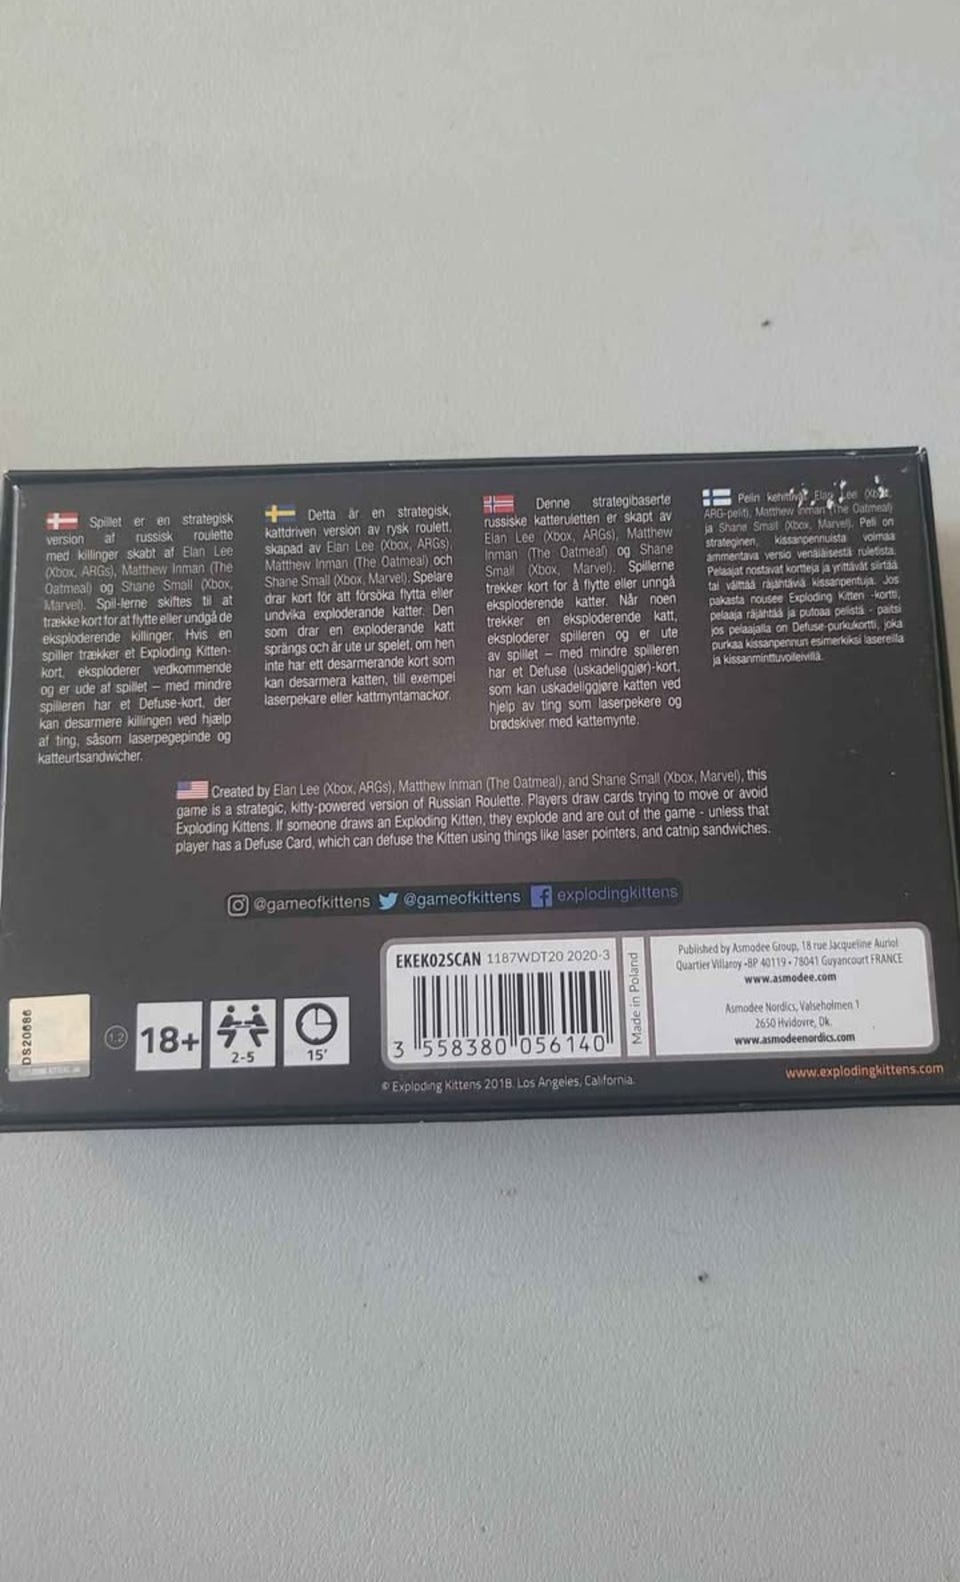 Spillet er en strategisk
version af russisk roulette
med killinger skabt af Elan Lee
(Xbox, ARGs), Matthew Inman (The
Oatmeal) og Shane Small (Xbox,
Marvel). Spil-lerne skiftes til at
trække kort for at flytte eller undgå de
eksploderende killinger. Hvis en
spiller trækker et Exploding Kitten-
kort, eksploderer vedkommende
og er ude af spillet – med mindre
spilleren har et Defuse-kort, der
kan desarmere killingen ved hjælp
af ting, såsom laserpegepinde og
katteurtsandwicher.
Detta är en strategisk,
kattdriven version av rysk roulett,
skapad av Elan Lee (Xbox, ARGs),
Matthew Inman (The Oatmeal) och
Shane Small (Xbox, Marvel). Spelare
drar kort för att försöka flytta eller
undvika exploderande katter. Den
som drar en exploderande katt
sprängs och är ute ur spelet, om hen
inte har ett desarmerande kort som
kan desarmera katten, till exempel
laserpekare eller kattmyntamackor.
Denne strategibaserte
russiske katteruletten er skapt av
Elan Lee (Xbox, ARGs), Matthew
Inman (The Oatmeal) og Shane
Small (Xbox, Marvel). Spillerne
trekker kort for å flytte eller unngå
eksploderende katter. Når noen
trekker en eksploderende katt,
eksploderer spilleren og er ute
av spillet – med mindre spilleren
har et Defuse (uskadeliggjør)-kort,
som kan uskadeliggjøre katten ved
hjelp av ting som laserpekere og
brødskiver med kattemynte.
Pelin kehittivät Elan Lee (Xbox,
ARG-pelit), Matthew Inman (The Oatmeal)
ja Shane Small (Xbox, Marvel). Peli on
strateginen, kissanpennuista voimaa
ammentava versio venäläisestä ruletista.
Pelaajat nostavat kortteja ja yrittävät siirtää
tai välttää räjähtäviä kissanpentuja. Jos
pakasta nousee Exploding Kitten -kortti,
pelaaja räjähtää ja putoaa pelistä - paitsi
jos pelaajalla on Defuse-purkukortti, joka
purkaa kissanpennun esimerkiksi laserilla
ja kissanminttuvoileivillä.
Created by Elan Lee (Xbox, ARGs), Matthew Inman (The Oatmeal), and Shane Small (Xbox, Marvel), this
game is a strategic, kitty-powered version of Russian Roulette. Players draw cards trying to move or avoid
Exploding Kittens. If someone draws an Exploding Kitten, they explode and are out of the game - unless that
player has a Defuse Card, which can defuse the Kitten using things like laser pointers, and catnip sandwiches.
@gameofkittens @gameofkittens explodingkittens
DS20686
1.2
18+
2-5
15'
EKEK02SCAN 1187WDT20 2020-3
3 558380 056140
Made in Poland
Published by Asmodee Group, 18 rue Jacqueline Auriol
Quartier Villaroy -BP 40119 • 78041 Guyancourt FRANCE
www.asmodee.com
Asmodee Nordics, Valseholmen 1
2650 Hvidovre, Dk.
www.asmodeenordics.com
© Exploding Kittens 2018. Los Angeles, California.
www.explodingkittens.com